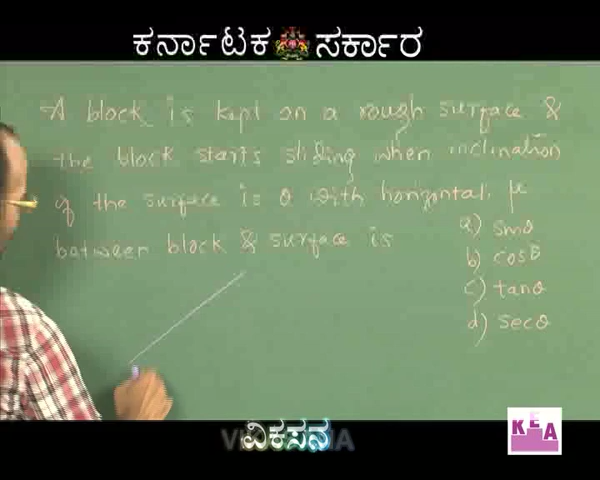 ಕರ್ನಾಟಕ ಸರ್ಕಾರ
A block is kept on a rough surface &
the block starts sliding when inclination
of the surface is θ with horizontal. μ
between block & surface is
a) sinθ
b) cosθ
c) tanθ
d) secθ
KEA
ವಿಕಸನ